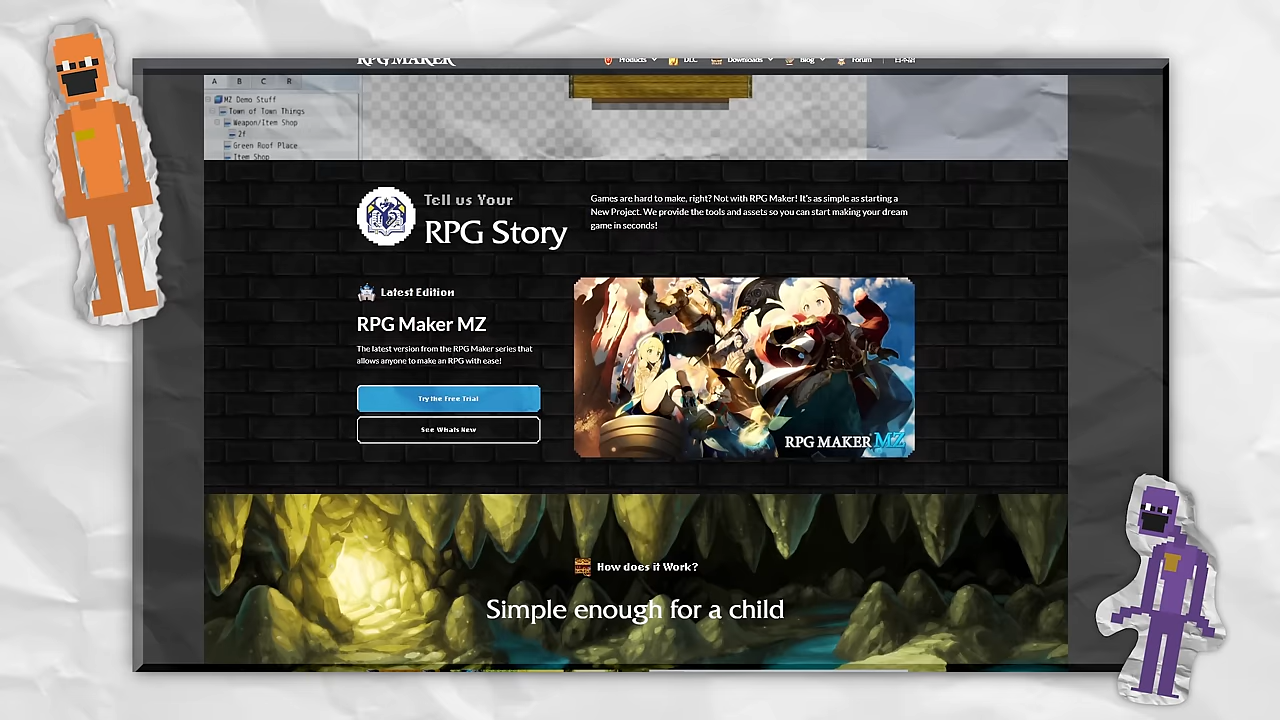 RPG MAKER
Products
DLC
Downloads
Blog
Forum
日本語
A B C R
MZ Demo Stuff
Town of Town Things
Weapon/Item Shop
2f
Green Roof Place
Item Shop
Tell us Your
RPG Story
Games are hard to make, right? Not with RPG Maker! It's as simple as starting a
New Project. We provide the tools and assets so you can start making your dream
game in seconds!
Latest Edition
RPG Maker MZ
The latest version from the RPG Maker series that
allows anyone to make an RPG with ease!
Try the Free Trial
See Whats New
RPG MAKER MZ
How does it Work?
Simple enough for a child